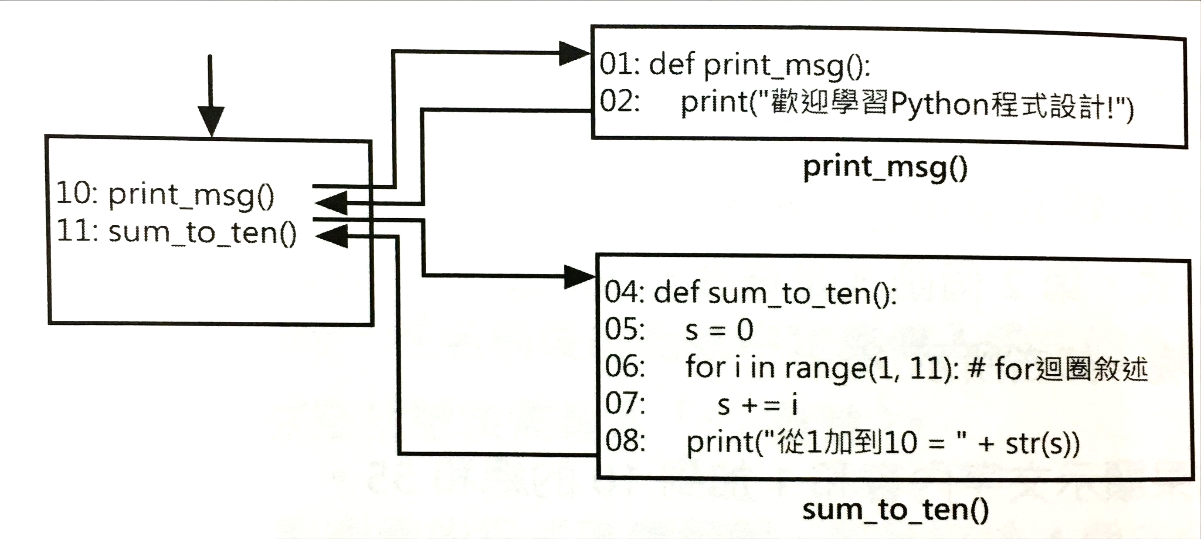 10: print_msg()
11: sum_to_ten()
01: def print_msg():
02: print("歡迎學習Python程式設計!")
print_msg()
04: def sum_to_ten():
05: s = 0
06: for i in range(1, 11): # for迴圈敘述
07: s += i
08: print("從1加到10 = " + str(s))
sum_to_ten()